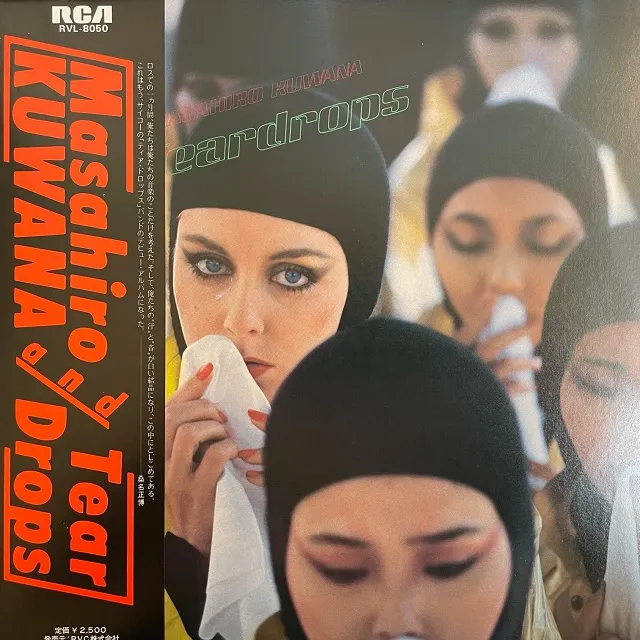 RCA
RVL-8050
Masahiro
KUWANA and Tear
Drops
ロスでの一カ月間、俺たちは俺たちの音楽のことだけを考えた。そして、俺たちの、“汗”と、“音”が白い結晶になり、この中にとじこめてある。
これはもう、サイコーの、“ティアドロップス”バンドのデビュー・アルバムになった。
桑名正博
定価￥2,500
発売元・RVC株式会社
MASAHIRO KUWANA
eardrops